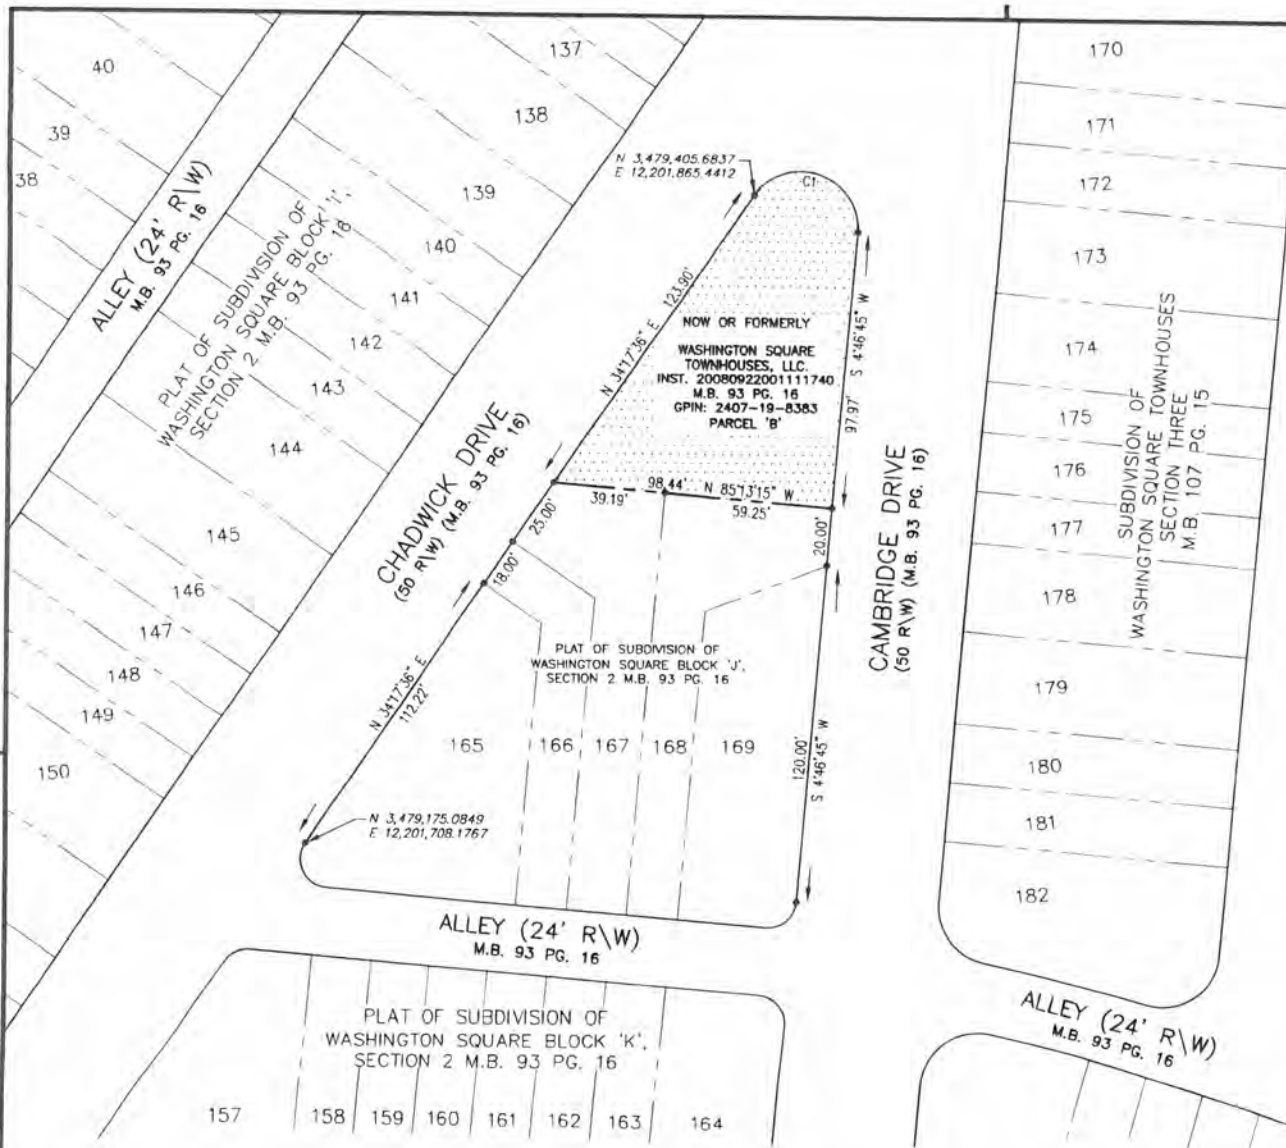 40
39
38
137
138
139
140
141
142
143
144
145
146
147
148
149
150
ALLEY (24' R\W)
M.B. 93 PG. 16
PLAT OF SUBDIVISION OF
WASHINGTON SQUARE BLOCK 'I',
SECTION 2 M.B. 93 PG. 16
CHADWICK DRIVE
(50 R\W) (M.B. 93 PG. 16)
N 3,479,405.6837
E 12,201,865.4412
C1
123.90'
N 34°17'36" E
NOW OR FORMERLY
WASHINGTON SQUARE
TOWNHOUSES, LLC.
INST. 20080922001111740
M.B. 93 PG. 16
GPIN: 2407-19-8383
PARCEL 'B'
S 4°46'45" W
97.97'
98.44' N 85°13'15" W
39.19'
59.25'
25.00'
18.00'
20.00'
PLAT OF SUBDIVISION OF
WASHINGTON SQUARE BLOCK 'J',
SECTION 2 M.B. 93 PG. 16
N 34°17'36" E
112.22'
165
166
167
168
169
120.00'
S 4°46'45" W
N 3,479,175.0849
E 12,201,708.1767
CAMBRIDGE DRIVE
(50 R\W) (M.B. 93 PG. 16)
170
171
172
173
174
175
176
177
178
179
180
181
182
SUBDIVISION OF
WASHINGTON SQUARE TOWNHOUSES
SECTION THREE
M.B. 107 PG. 15
ALLEY (24' R\W)
M.B. 93 PG. 16
PLAT OF SUBDIVISION OF
WASHINGTON SQUARE BLOCK 'K',
SECTION 2 M.B. 93 PG. 16
157
158
159
160
161
162
163
164
ALLEY (24' R\W)
M.B. 93 PG. 16